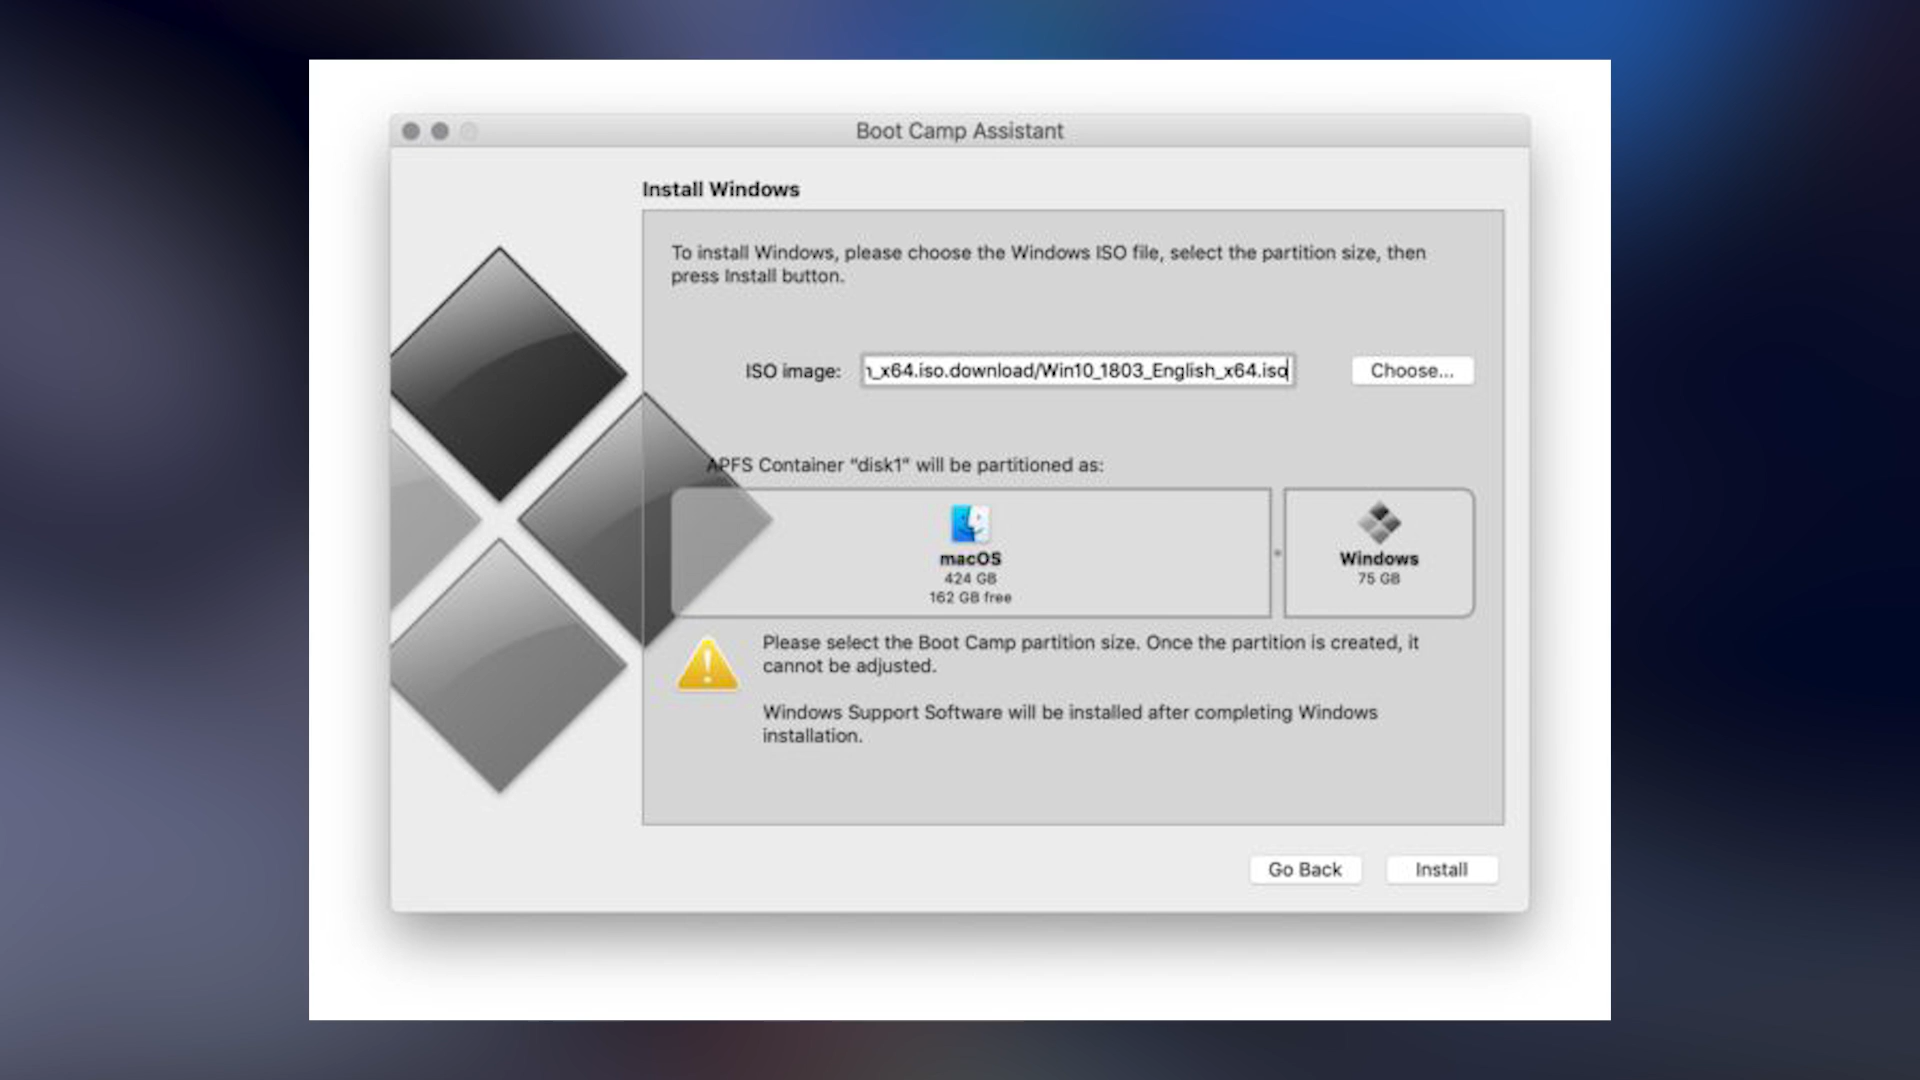 Boot Camp Assistant
Install Windows
To install Windows, please choose the Windows ISO file, select the partition size, then
press Install button.
ISO image: _x64.iso.download/Win10_1803_English_x64.iso Choose...
APFS Container “disk1” will be partitioned as:
macOS
424 GB
162 GB free
Windows
75 GB
Please select the Boot Camp partition size. Once the partition is created, it
cannot be adjusted.
Windows Support Software will be installed after completing Windows
installation.
Go Back Install